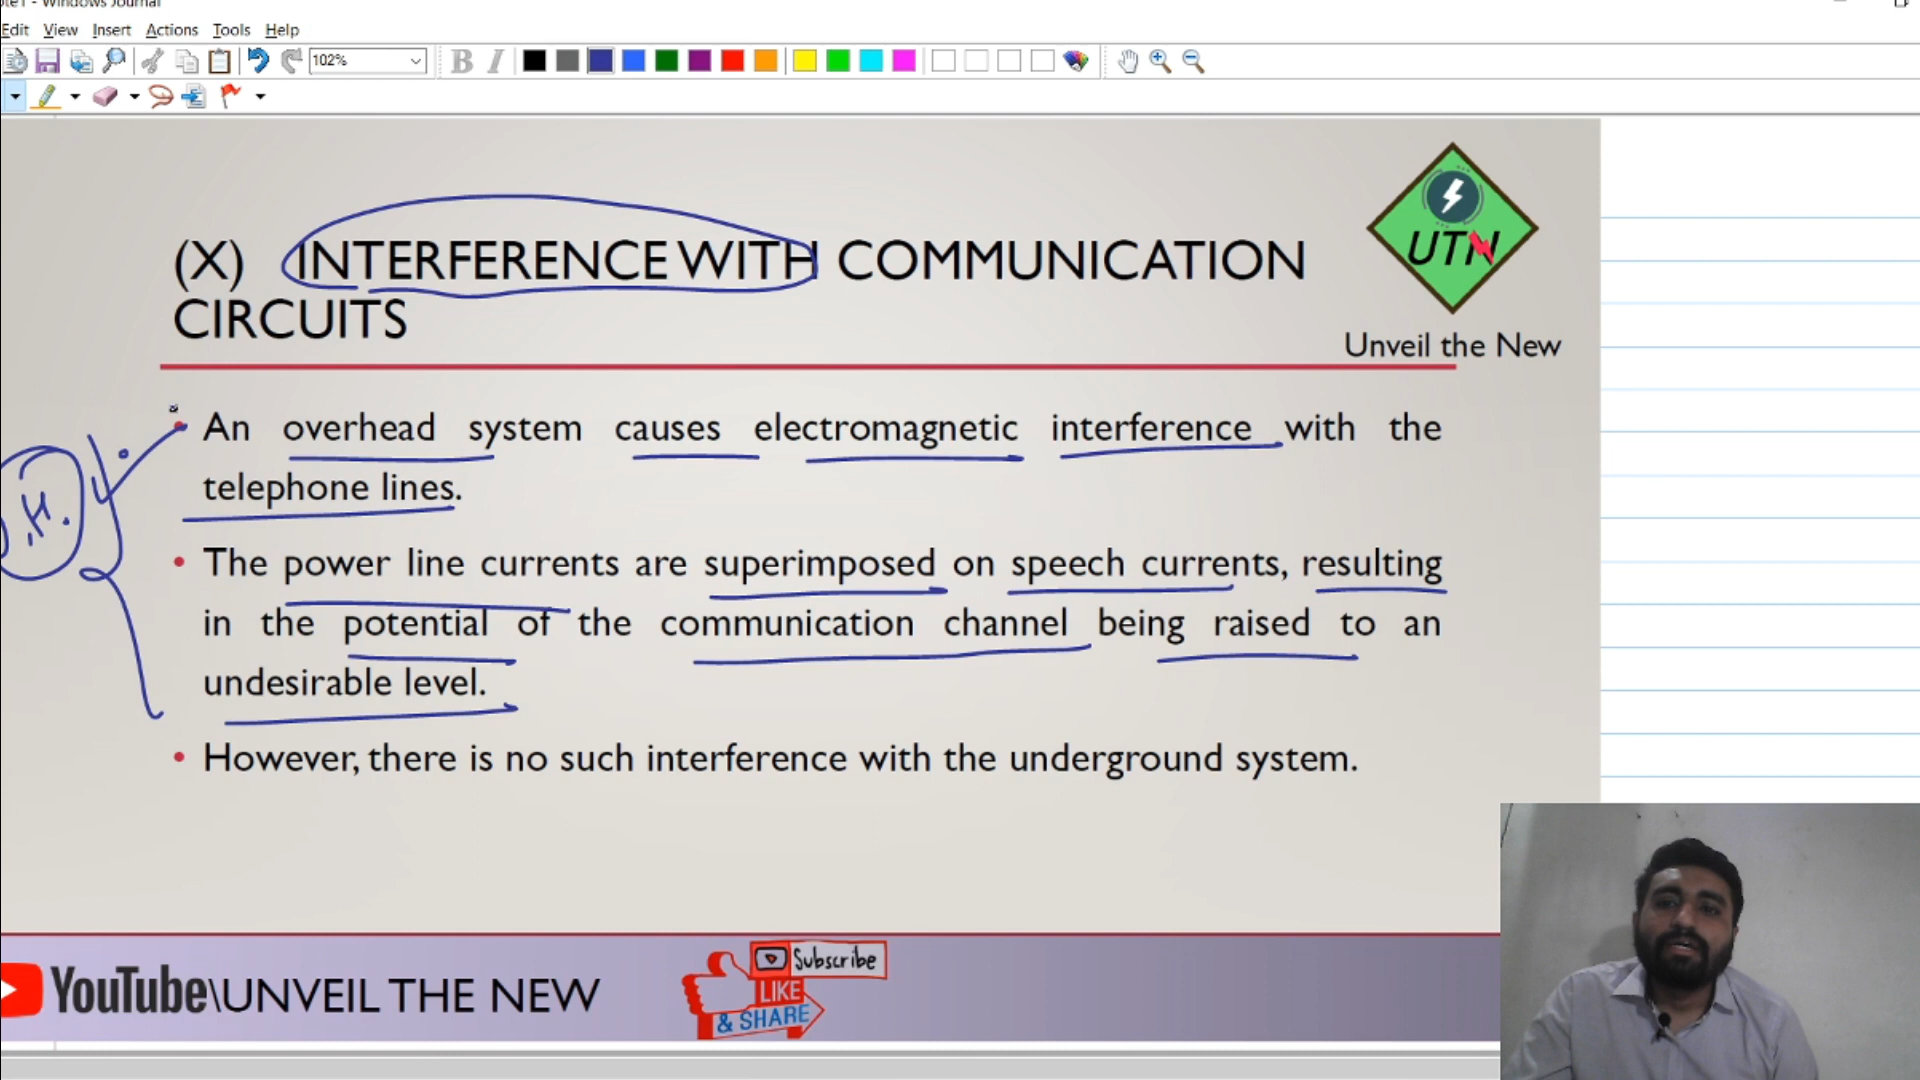 - Windows Journal
Edit View Insert Actions Tools Help
102% B I
(X) INTERFERENCE WITH COMMUNICATION
CIRCUITS
UTN
Unveil the New
• An overhead system causes electromagnetic interference with the
telephone lines.
.H.
• The power line currents are superimposed on speech currents, resulting
in the potential of the communication channel being raised to an
undesirable level.
• However, there is no such interference with the underground system.
YouTube\UNVEIL THE NEW
Subscribe
LIKE
& SHARE